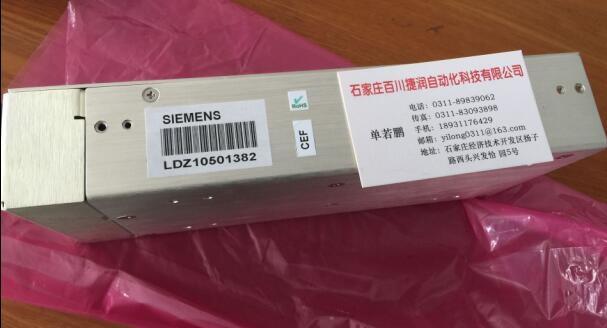 SIEMENS
LDZ10501382
RoHS
CEF
石家庄百川捷润自动化科技有限公司
电话：0311-89839062
传真：0311-83093898
单若鹏
手机：18931176429
邮箱：yilong0311@163.com
地址：石家庄经济技术开发区扬子
路西头兴发怡 园5号